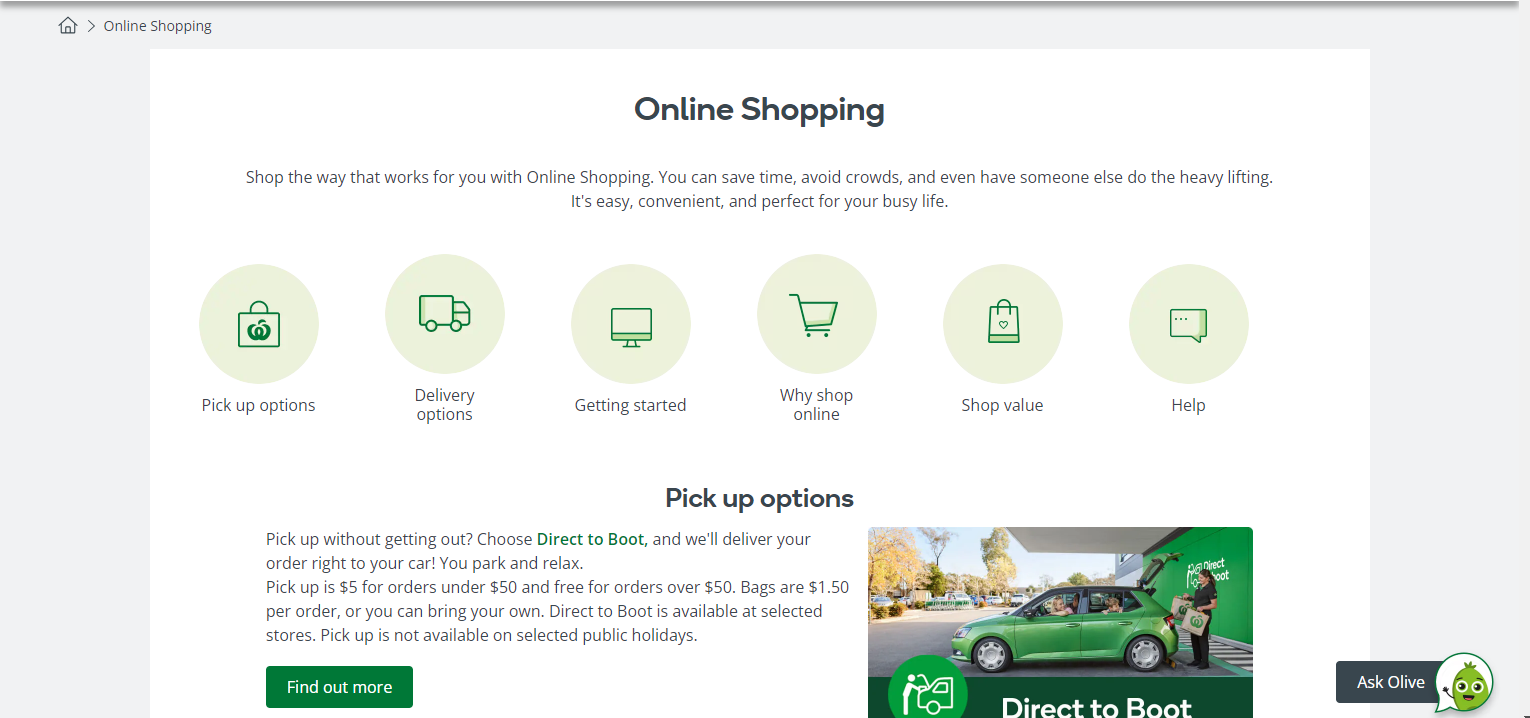 Online Shopping
Online Shopping
Shop the way that works for you with Online Shopping. You can save time, avoid crowds, and even have someone else do the heavy lifting.
It's easy, convenient, and perfect for your busy life.
Pick up options
Delivery
options
Getting started
Why shop
online
Shop value
Help
Pick up options
Pick up without getting out? Choose Direct to Boot, and we'll deliver your
order right to your car! You park and relax.
Pick up is $5 for orders under $50 and free for orders over $50. Bags are $1.50
per order, or you can bring your own. Direct to Boot is available at selected
stores. Pick up is not available on selected public holidays.
Find out more
Direct
to Boot
Direct to Boot
Ask Olive